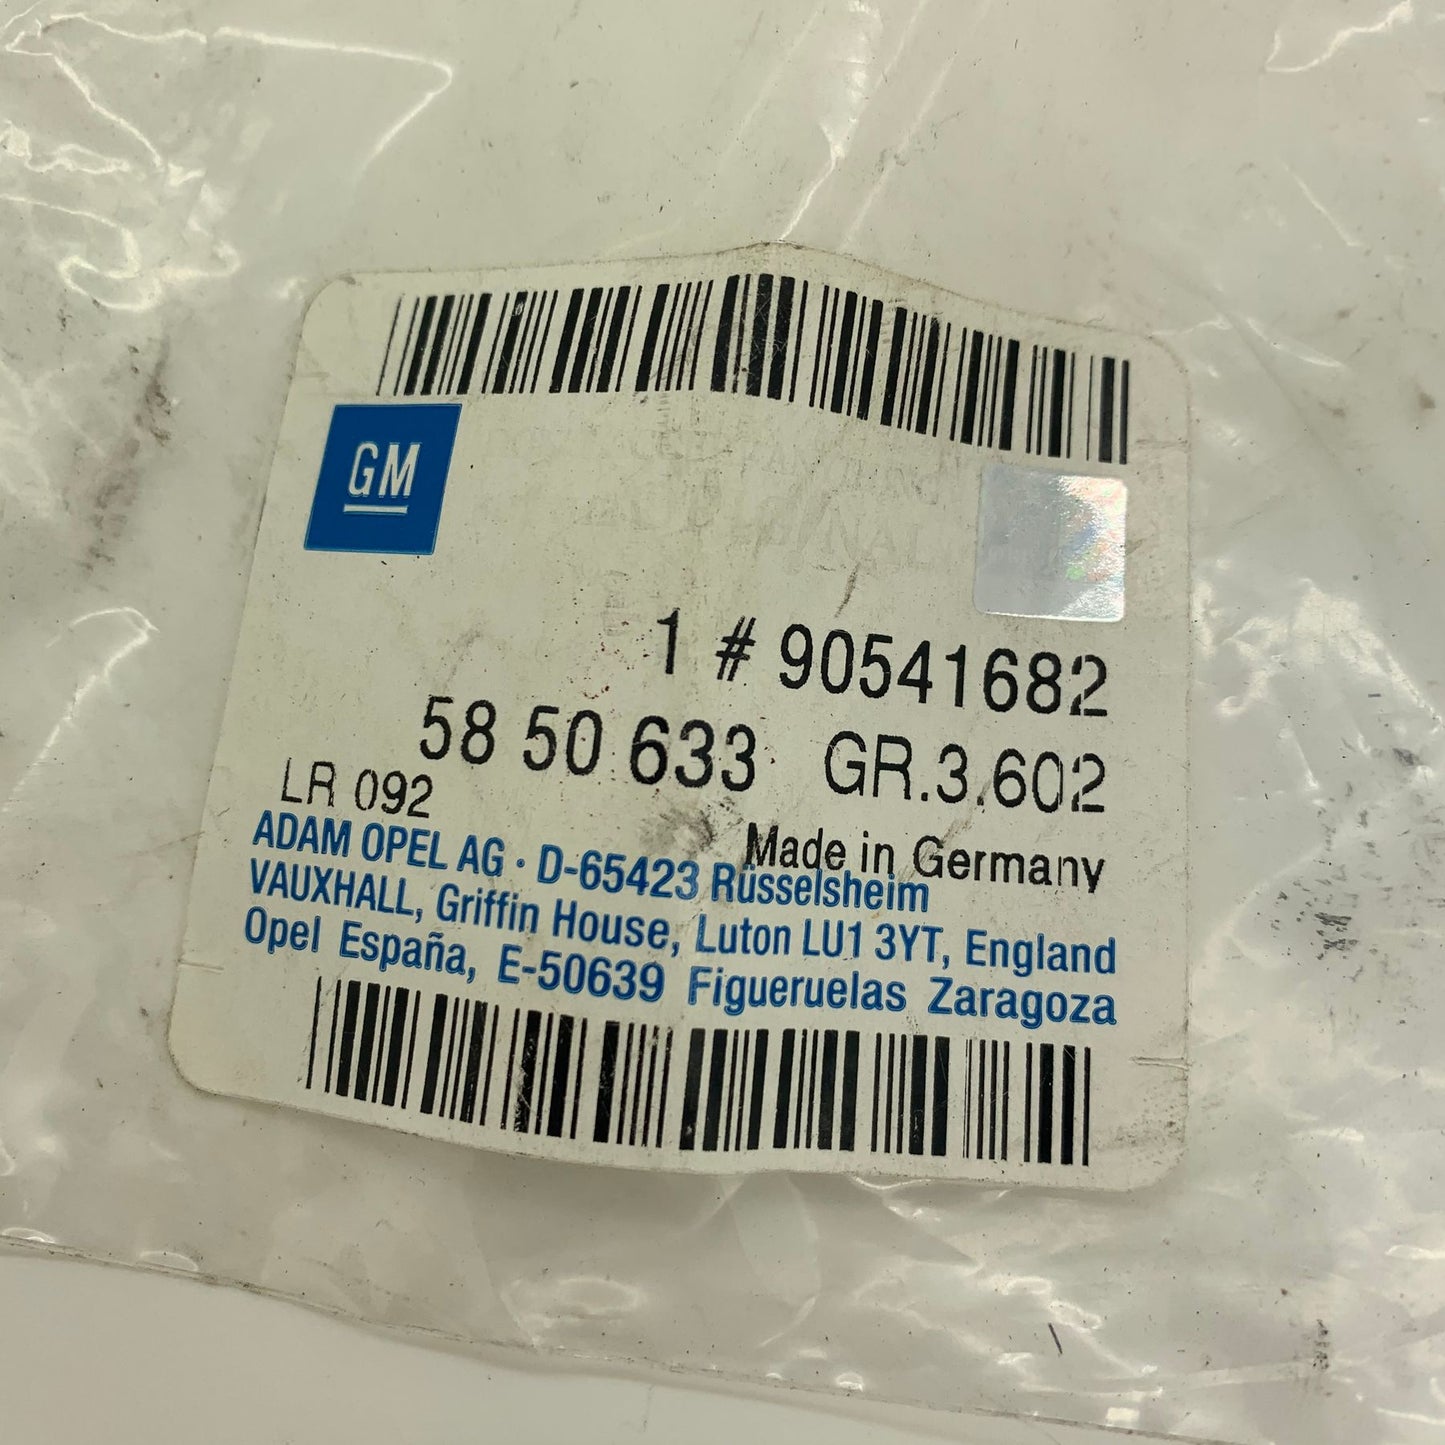 GM
1 # 90541682
58 50 633 GR.3.602
LR 092
Made in Germany
ADAM OPEL AG · D-65423 Rüsselsheim
VAUXHALL, Griffin House, Luton LU1 3YT, England
Opel España, E-50639 Figueruelas Zaragoza